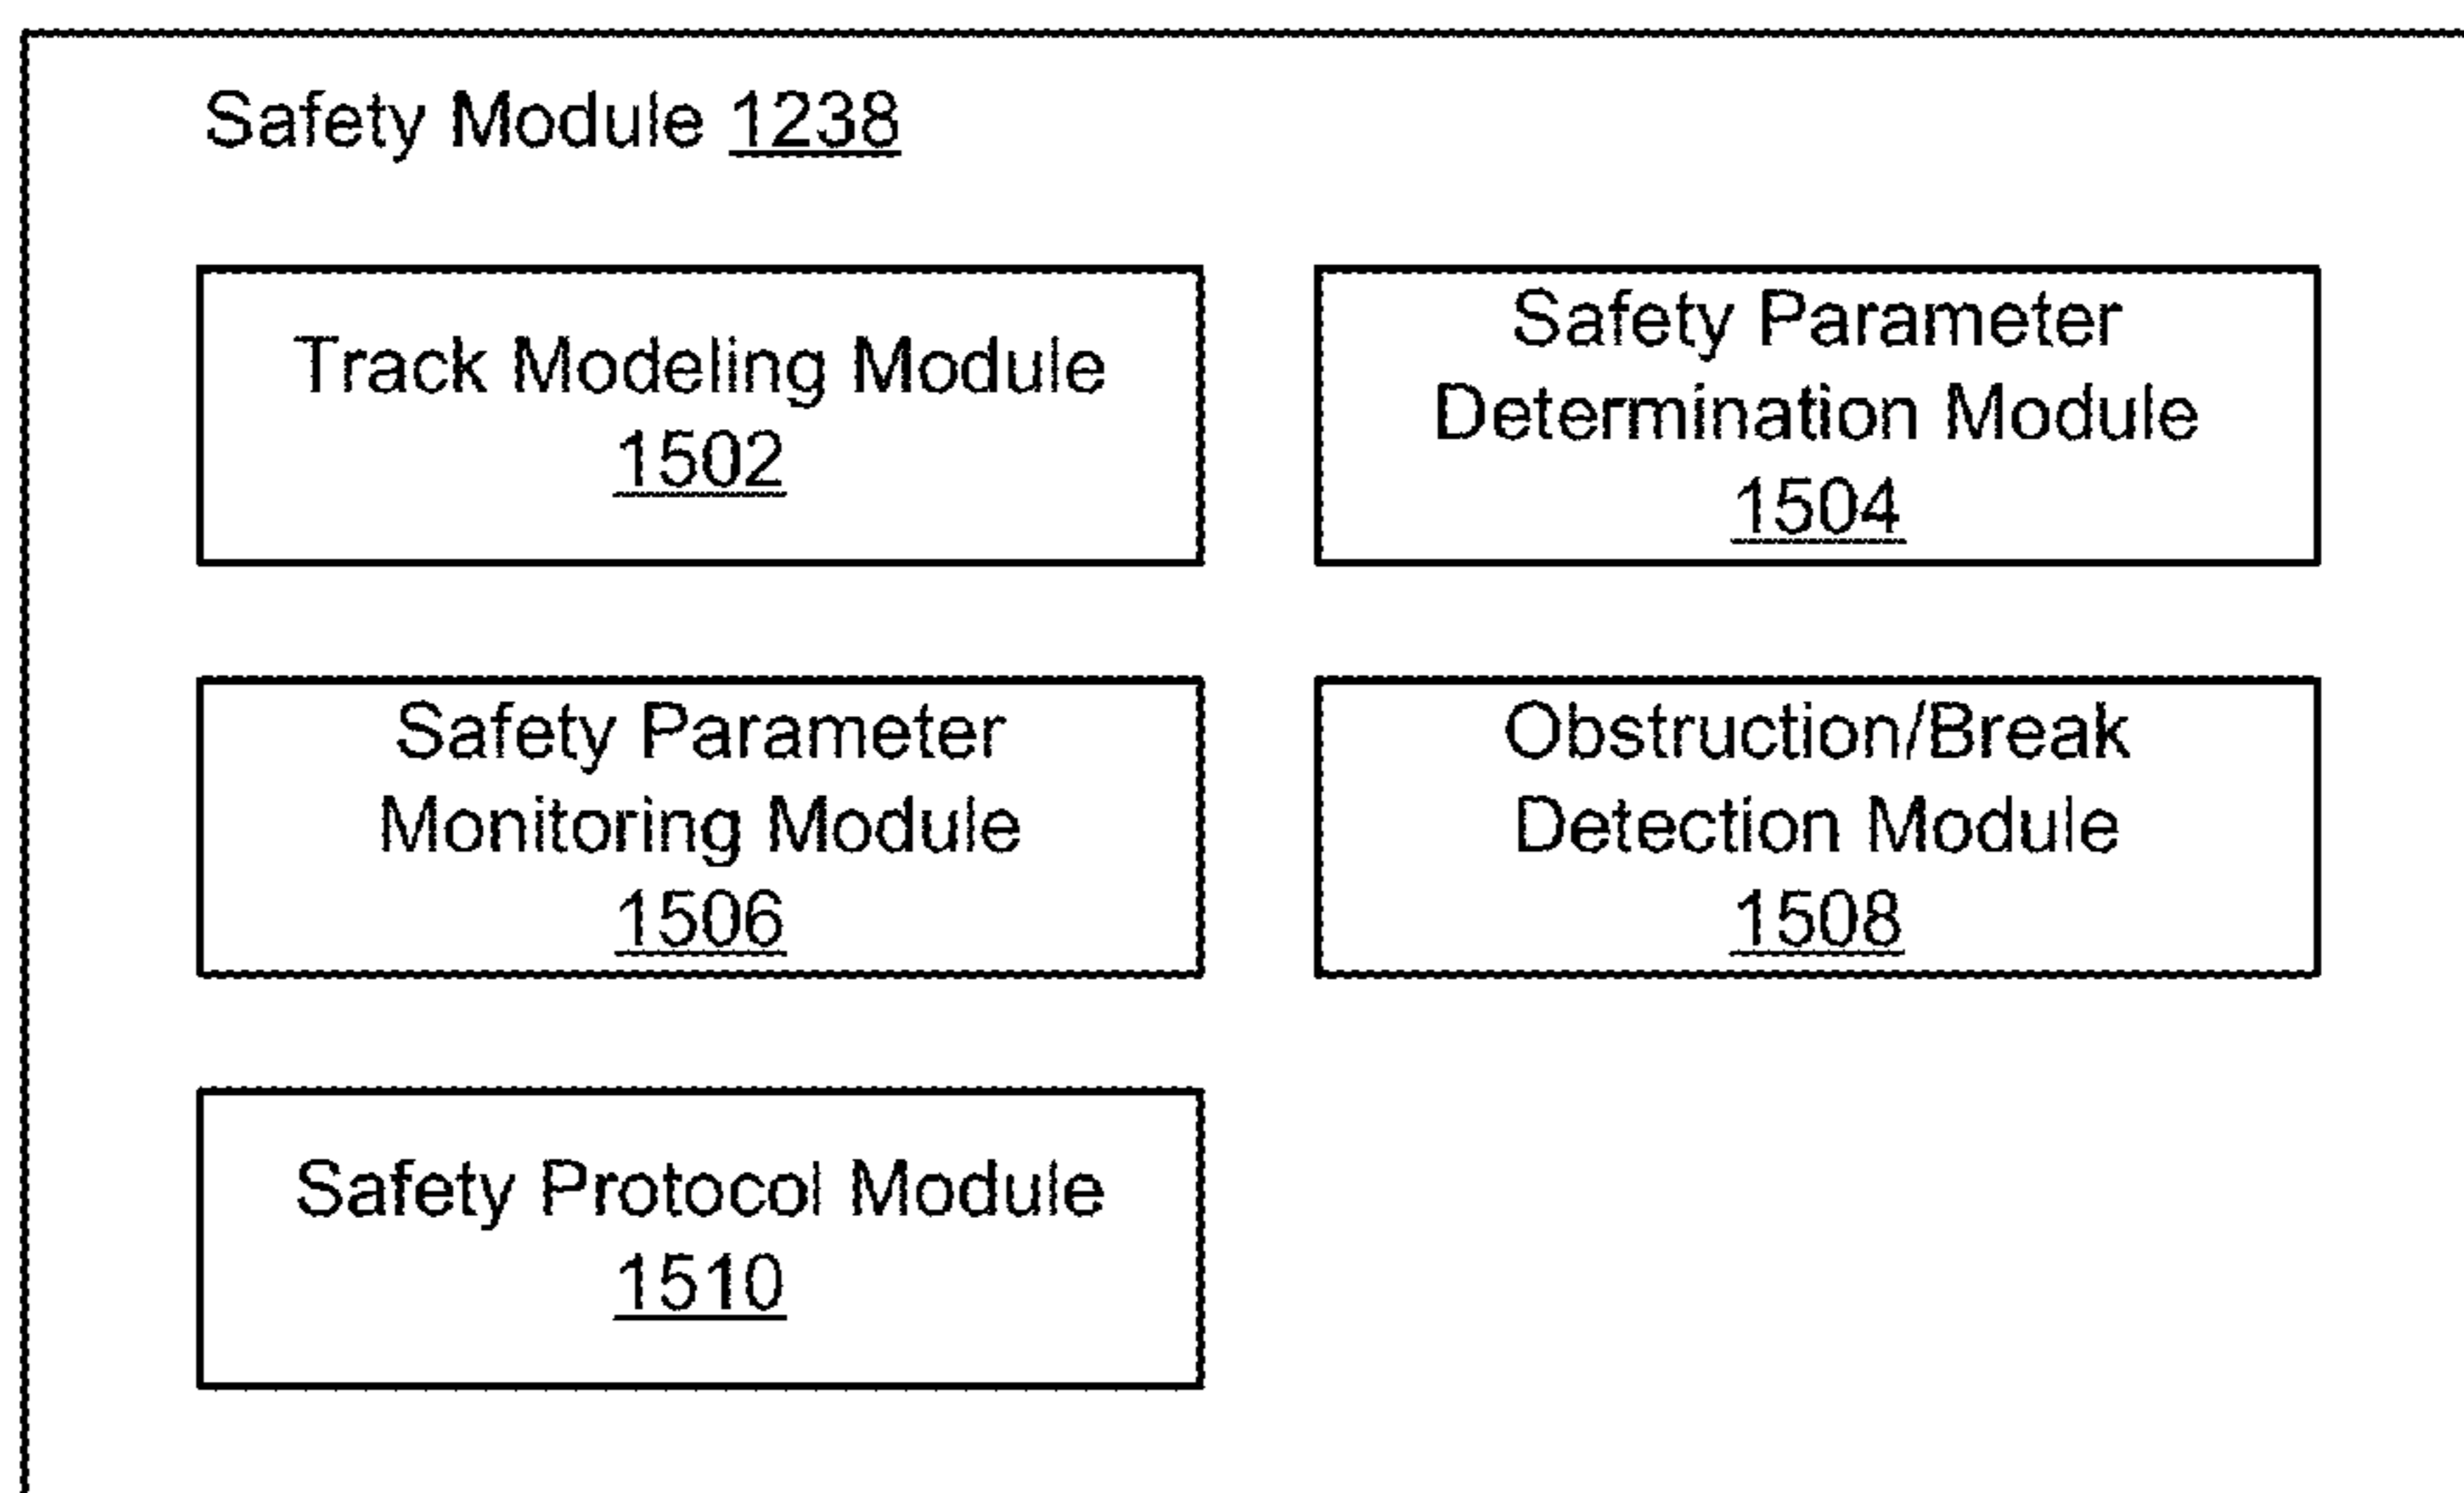 Safety Module 1238
Track Modeling Module
1502
Safety Parameter
Determination Module
1504
Safety Parameter
Monitoring Module
1506
Obstruction/Break
Detection Module
1508
Safety Protocol Module
1510